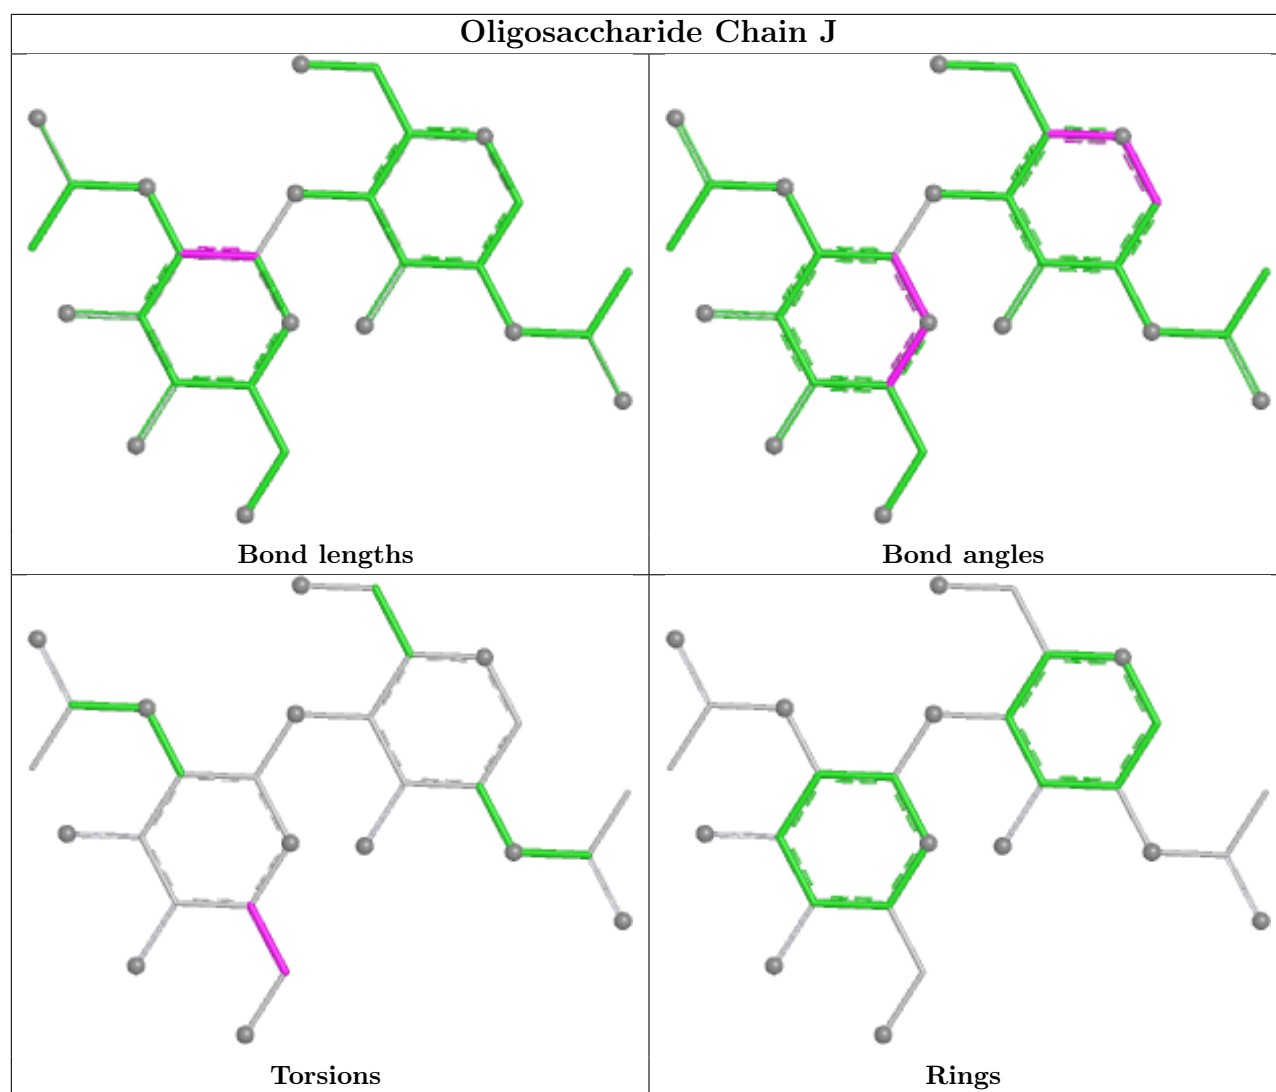 Oligosaccharide Chain J
Bond lengths
Bond angles
Torsions
Rings